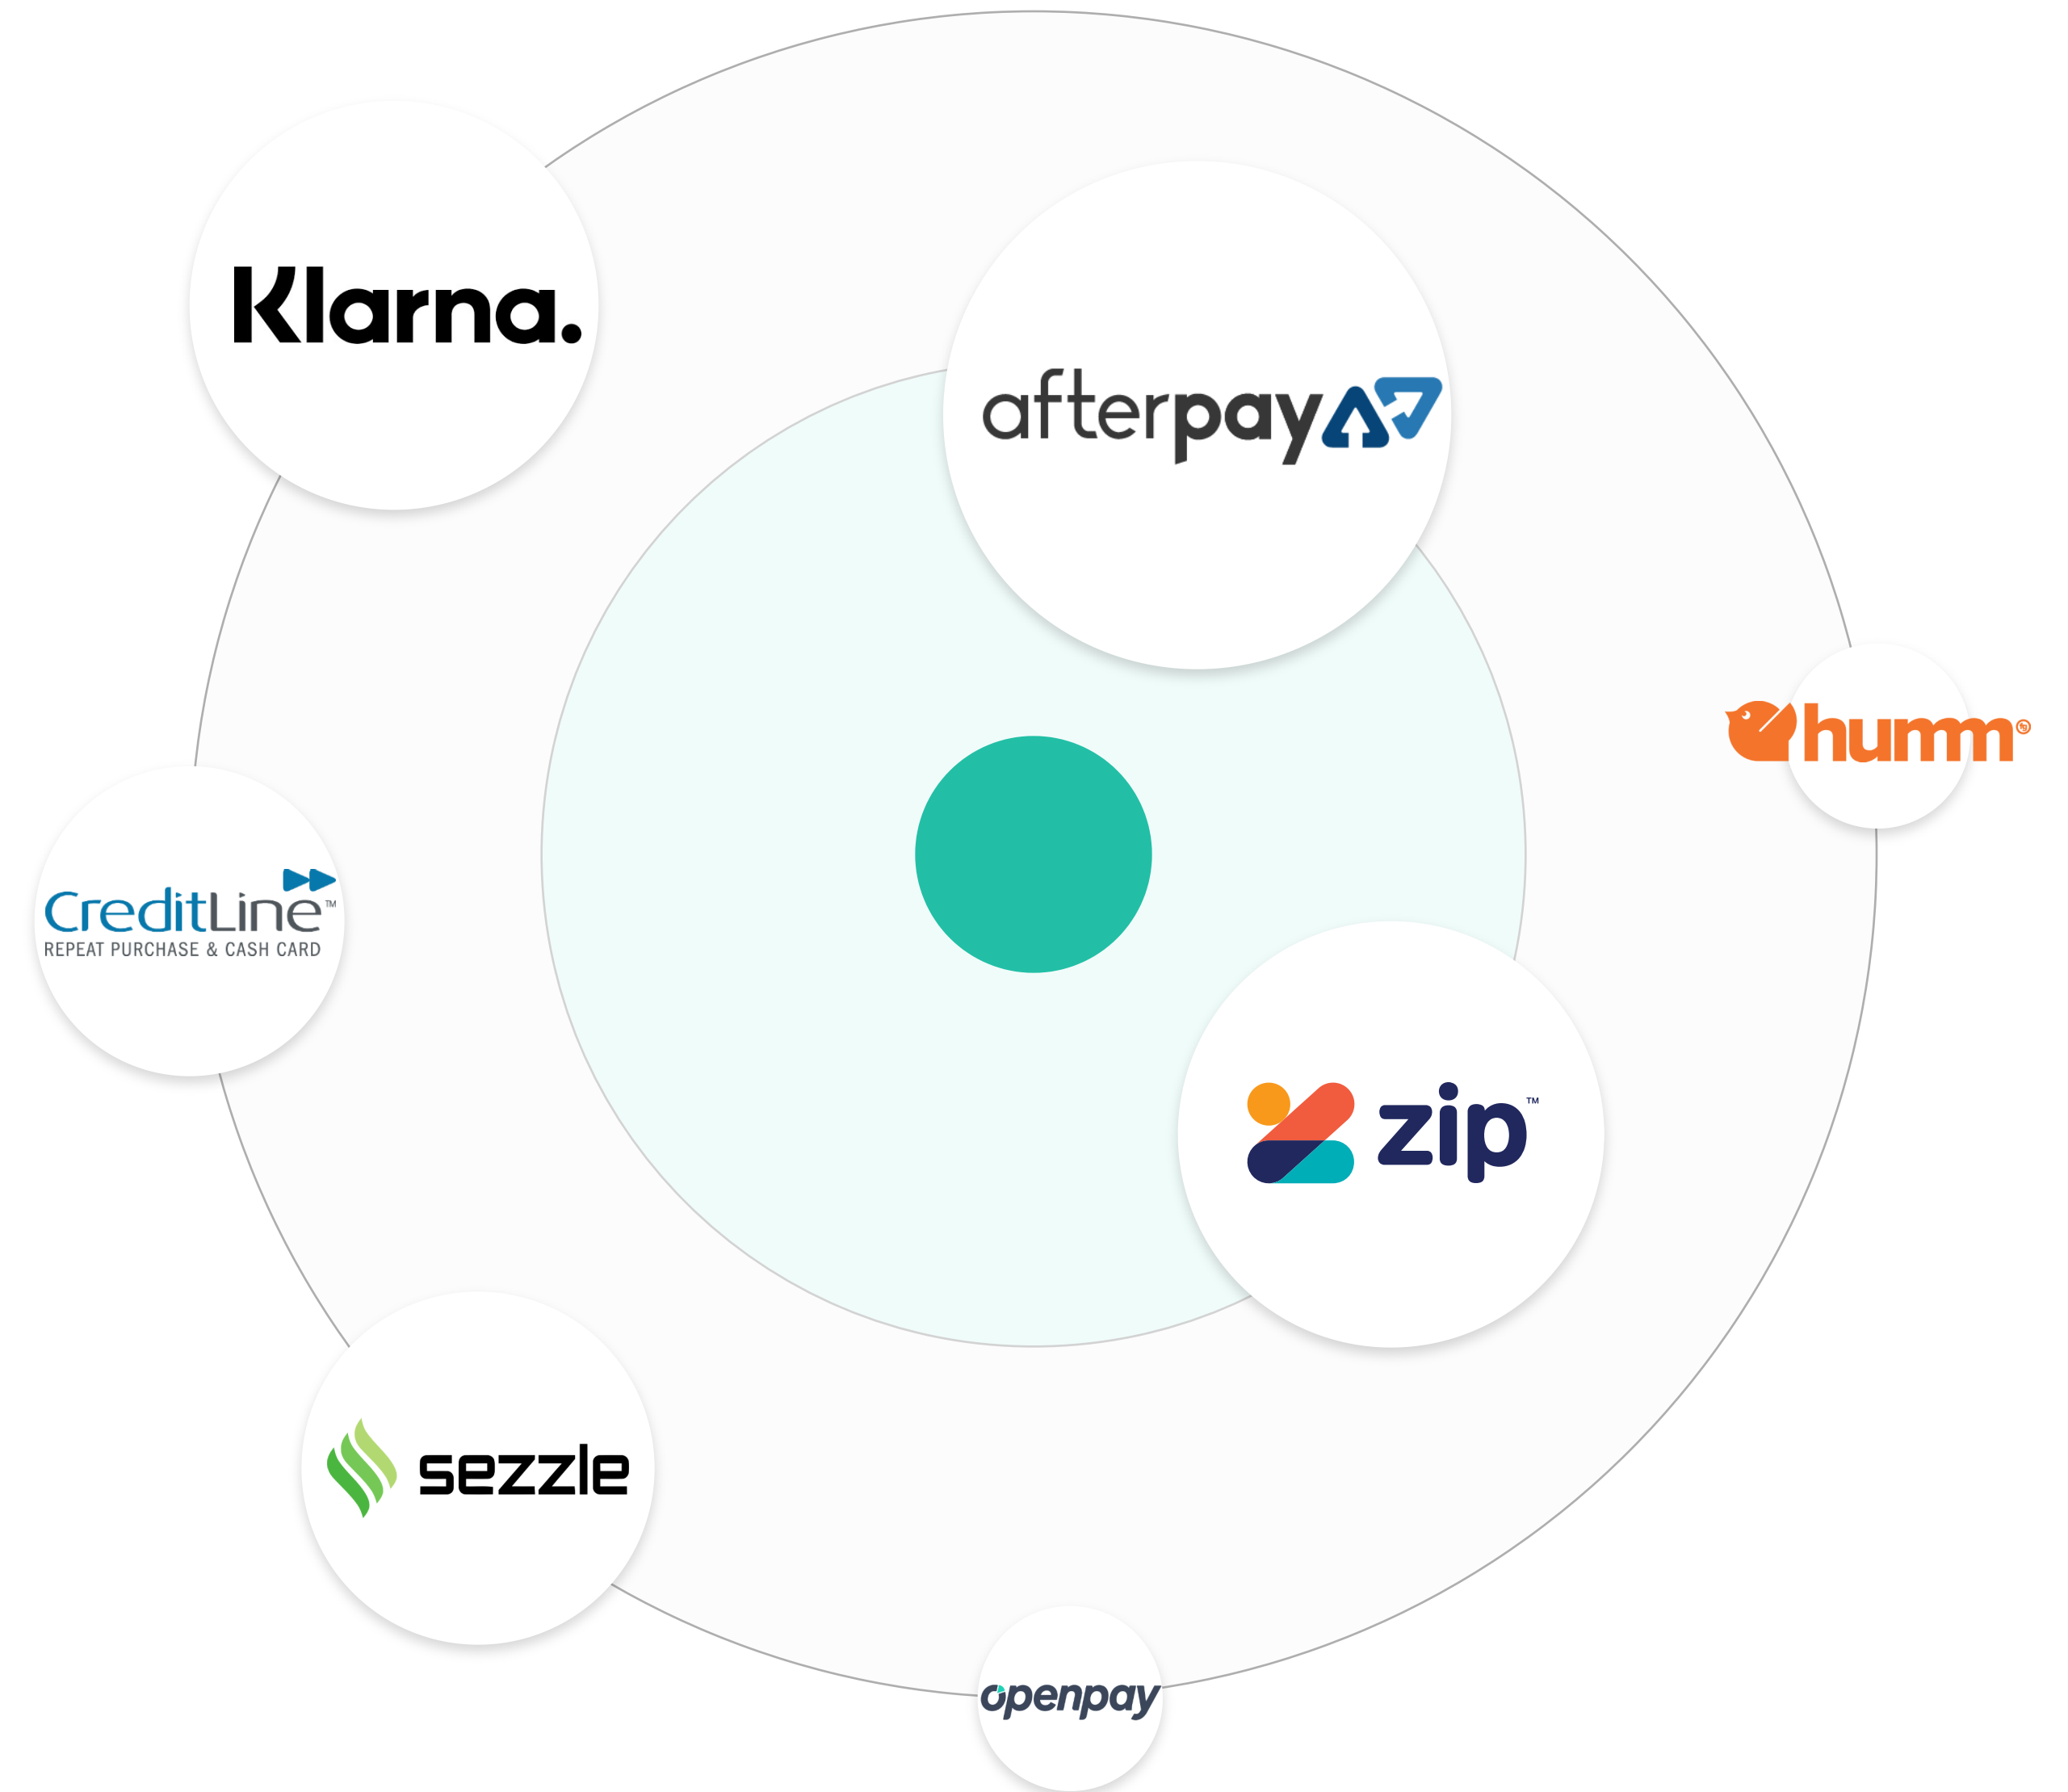 Klarna.
afterpay
humm®
CreditLine™
REPEAT PURCHASE & CASH CARD
zip™
sezzle
openpay